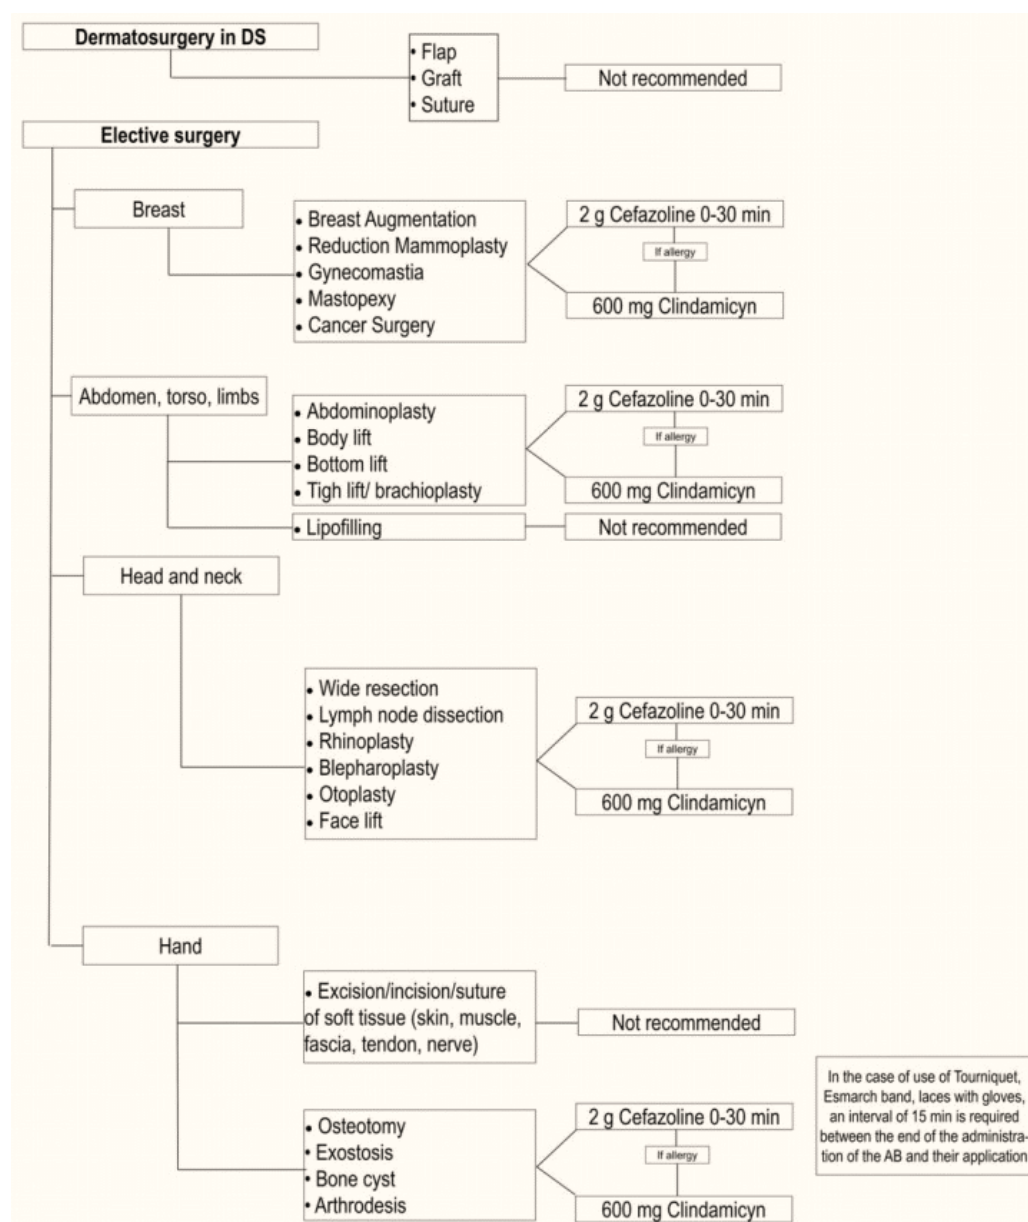 Dermatosurgery in DS
• Flap
• Graft
• Suture
Not recommended
Elective surgery
Breast
• Breast Augmentation
• Reduction Mammoplasty
• Gynecomastia
• Mastopexy
• Cancer Surgery
2 g Cefazoline 0-30 min
If allergy
600 mg Clindamicyn
Abdomen, torso, limbs
• Abdominoplasty
• Body lift
• Bottom lift
• Tigh lift/ brachioplasty
2 g Cefazoline 0-30 min
If allergy
600 mg Clindamicyn
• Lipofilling
Not recommended
Head and neck
• Wide resection
• Lymph node dissection
• Rhinoplasty
• Blepharoplasty
• Otoplasty
• Face lift
2 g Cefazoline 0-30 min
If allergy
600 mg Clindamicyn
Hand
• Excision/incision/suture
of soft tissue (skin, muscle,
fascia, tendon, nerve)
Not recommended
• Osteotomy
• Exostosis
• Bone cyst
• Arthrodesis
2 g Cefazoline 0-30 min
If allergy
600 mg Clindamicyn
In the case of use of Tourniquet,
Esmarch band, laces with gloves,
an interval of 15 min is required
between the end of the administra-
tion of the AB and their application